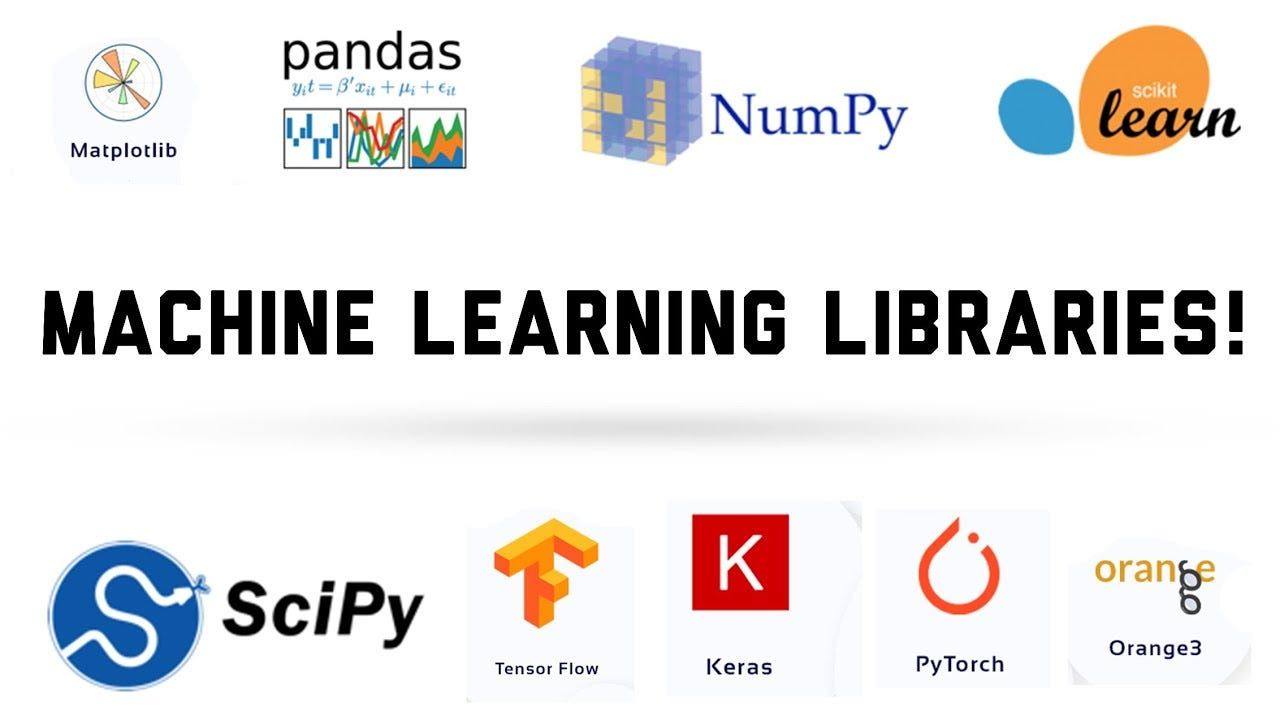 Matplotlib
pandas
yᵢt = β′xᵢₜ + μᵢ + ϵᵢₜ
NumPy
scikit
learn
MACHINE LEARNING LIBRARIES!
SciPy
Tensor Flow
K
Keras
PyTorch
orange
Orange3